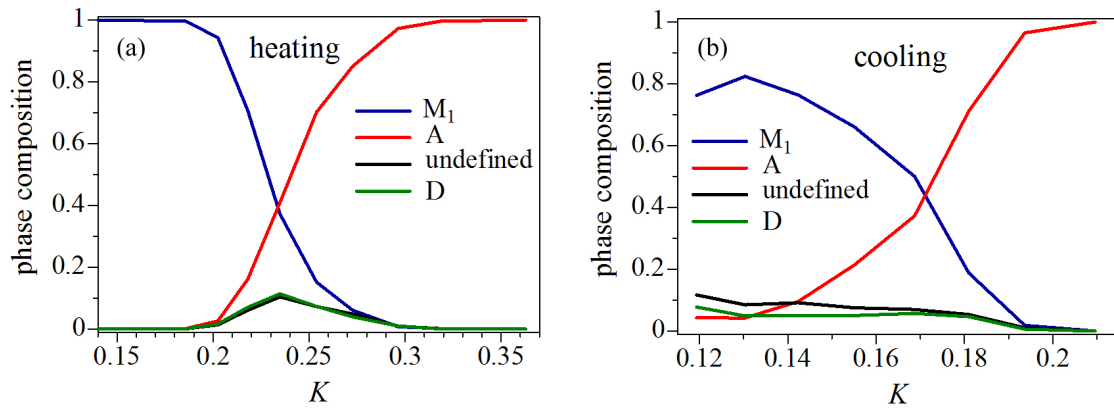 (a)
heating
phase composition
1
0.8
0.6
0.4
0.2
0
M₁
A
undefined
D
0.15
0.2
0.25
0.3
0.35
K
(b)
cooling
phase composition
1
0.8
0.6
0.4
0.2
0
M₁
A
undefined
D
0.12
0.14
0.16
0.18
0.2
K